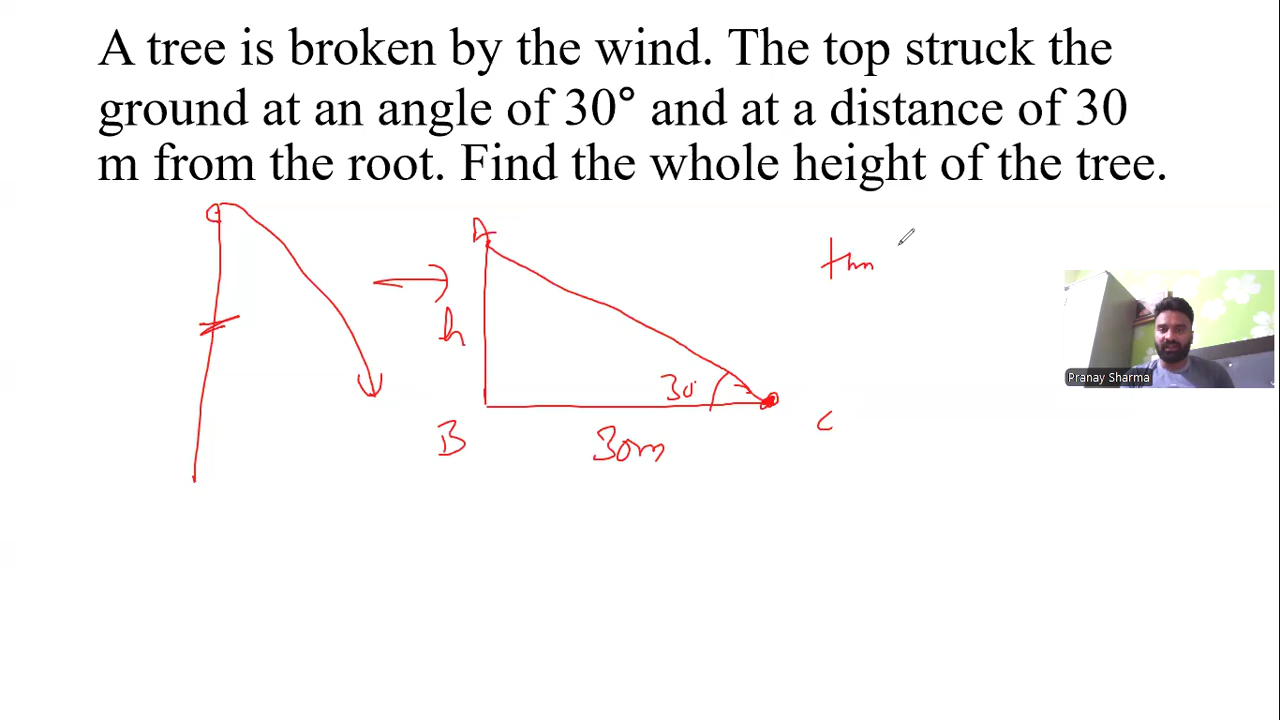 A tree is broken by the wind. The top struck the
ground at an angle of 30° and at a distance of 30
m from the root. Find the whole height of the tree.
A
h
30°
B
30m
C
Pranay Sharma